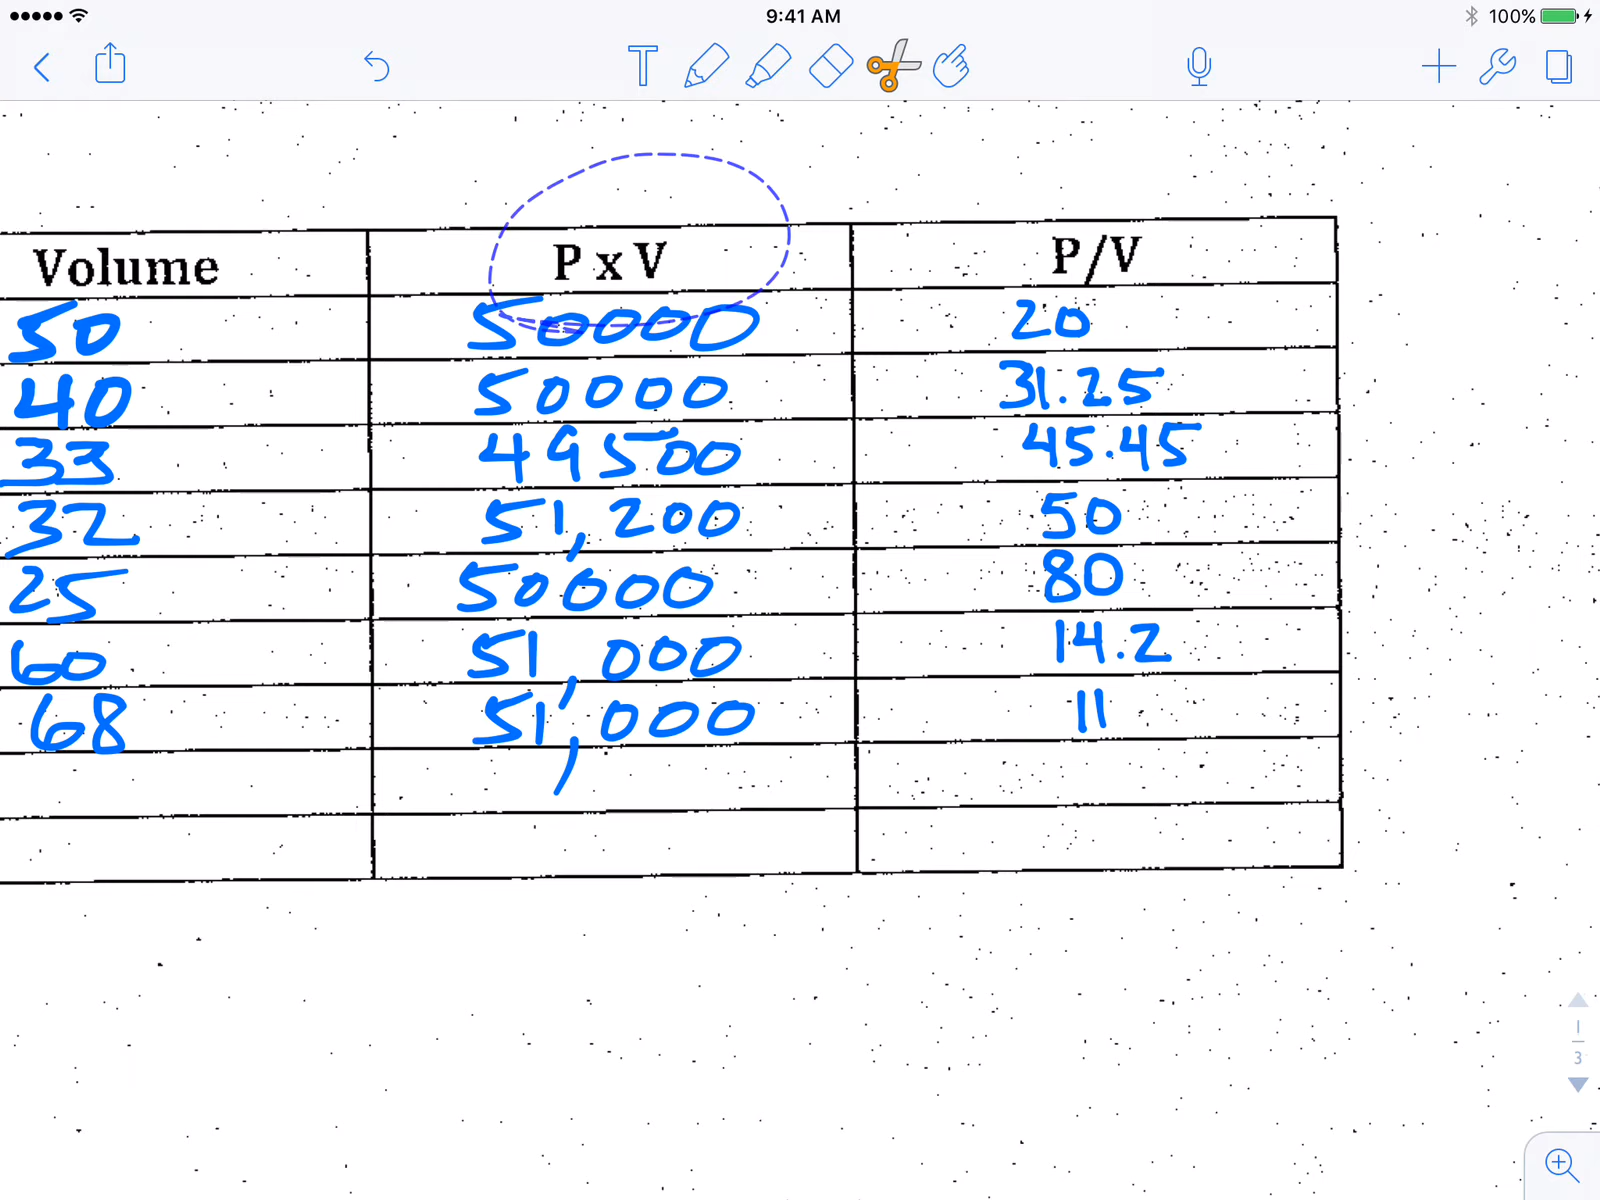 9:41 AM
100%
T
Volume P x V P/V
50 50000 20
40 50000 31.25
33 49500 45.45
32 51,200 50
25 50000 80
60 51,000 14.2
68 51,000 11
1
3